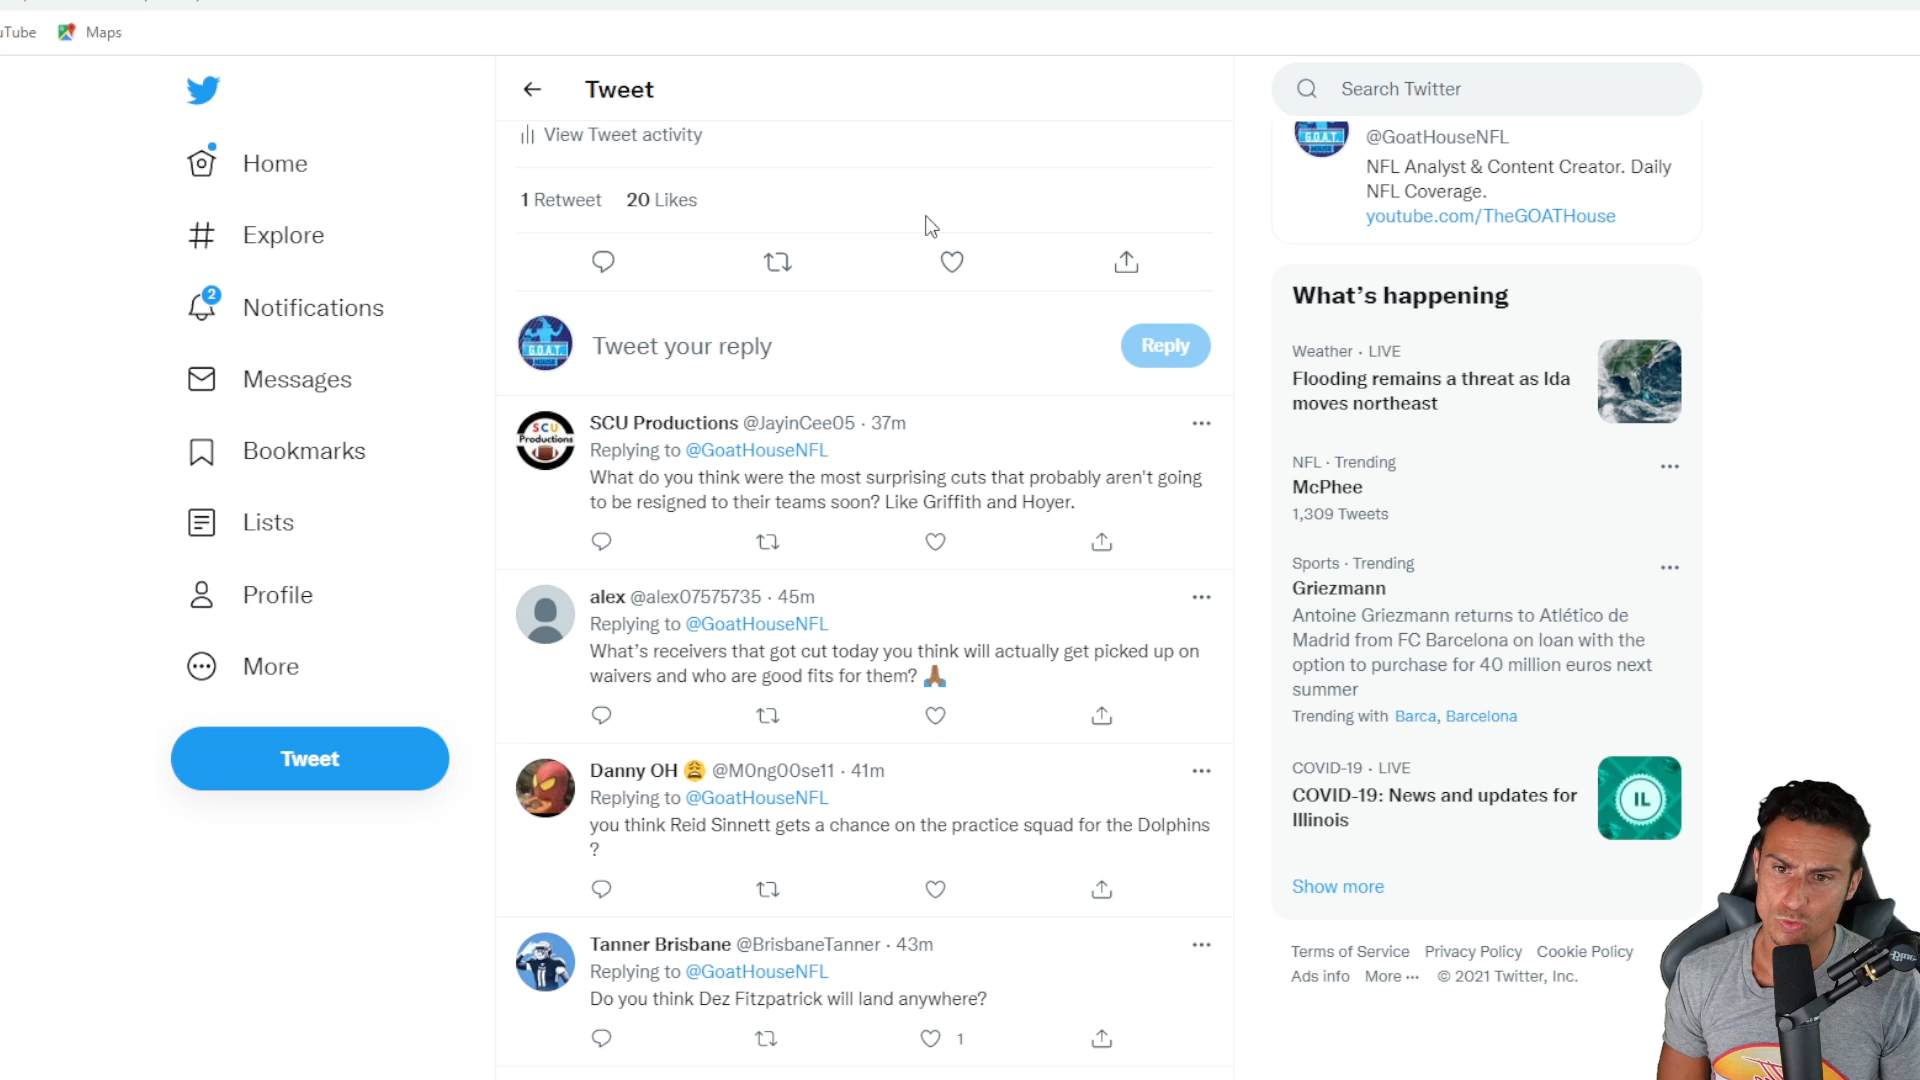 uTube Maps
Home
Explore
2
Notifications
Messages
Bookmarks
Lists
Profile
More
Tweet
Tweet
View Tweet activity
1 Retweet 20 Likes
G.O.A.T.
HOUSE
Tweet your reply
Reply
SCU
Productions
SCU Productions @JayinCee05 · 37m
Replying to @GoatHouseNFL
What do you think were the most surprising cuts that probably aren't going
to be resigned to their teams soon? Like Griffith and Hoyer.
alex @alex07575735 · 45m
Replying to @GoatHouseNFL
What's receivers that got cut today you think will actually get picked up on
waivers and who are good fits for them? 🙏🏾
Danny OH 😩 @M0ng00se11 · 41m
Replying to @GoatHouseNFL
you think Reid Sinnett gets a chance on the practice squad for the Dolphins
?
Tanner Brisbane @BrisbaneTanner · 43m
Replying to @GoatHouseNFL
Do you think Dez Fitzpatrick will land anywhere?
1
Search Twitter
G.O.A.T.
HOUSE
@GoatHouseNFL
NFL Analyst & Content Creator. Daily
NFL Coverage.
youtube.com/TheGOATHouse
What's happening
Weather · LIVE
Flooding remains a threat as Ida
moves northeast
NFL · Trending
McPhee
1,309 Tweets
Sports · Trending
Griezmann
Antoine Griezmann returns to Atlético de
Madrid from FC Barcelona on loan with the
option to purchase for 40 million euros next
summer
Trending with Barca, Barcelona
COVID-19 · LIVE
COVID-19: News and updates for
Illinois
IL
Show more
Terms of Service Privacy Policy Cookie Policy
Ads info More ··· © 2021 Twitter, Inc.